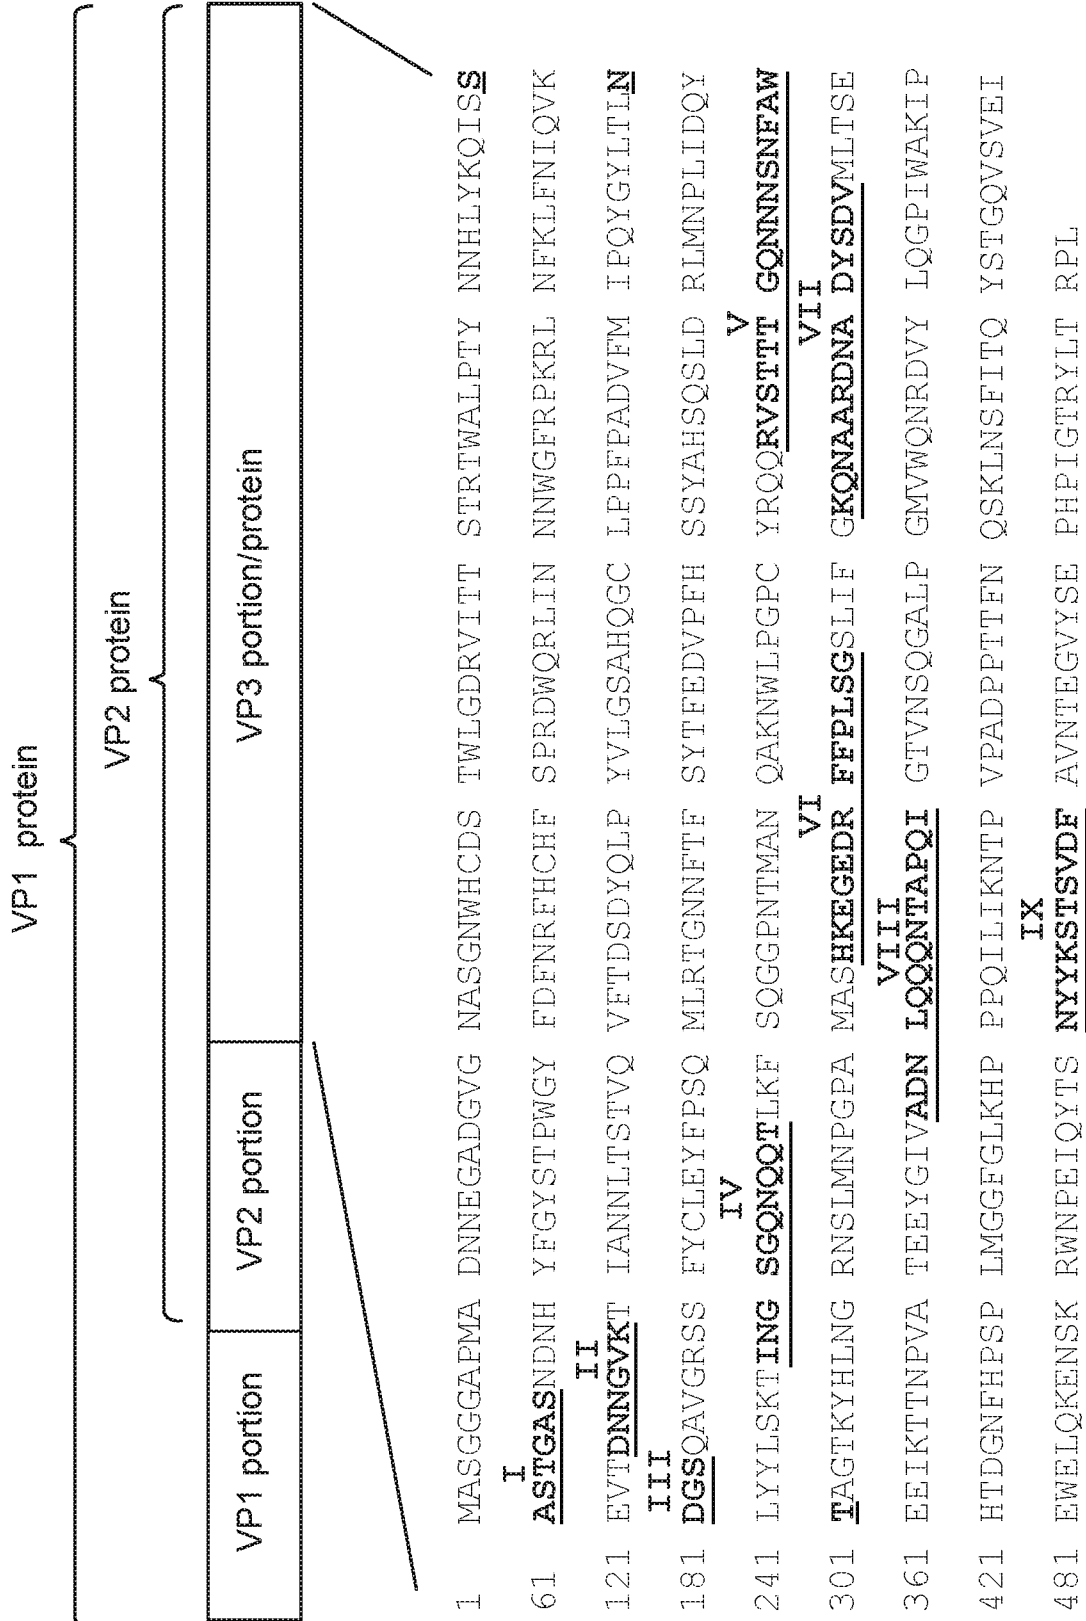 VP1 protein
VP2 protein
VP1 portion VP2 portion VP3 portion/protein
1 MASGGGAPMA DNNEGADGVG NASGNWHCDS TWLGDRVITT STRTWALPTY NNHLYKQISS
I
61 ASTGASNDNH YFGYSTPWGY FDFNRFHCHF SPRDWQRLIN NNWGFRPKRL NFKLFNIQVK
II
121 EVTDNNGVKT IANNLTSTVQ VFTDSDYQLP YVLGSAHQGC LPPFPADVFM IPQYGYLTLN
III
181 DGSQAVGRSS FYCLEYFPSQ MLRTGNNFTF SYTFEDVPFH SSYAHSQSLD RLMNPLIDQY
IV V
241 LYYLSKTING SGQNQQTLKF SQGGPNTMAN QAKNWLPGPC YRQQRVSTTT GQNNNSNFAW
VI VII
301 TAGTKYHLNG RNSLMNPGPA MASHKEGEDR FFPLSGSLIF GKQNAARDNA DYSDVMLTSE
VIII
361 EEIKTTNPVA TEEYGIVADN LQQQNTAPQI GTVNSQGALP GMVWQNRDVY LQGPIWAKIP
421 HTDGNFHPSP LMGGFGLKHP PPQILIKNTP VPADPPTTFN QSKLNSFITQ YSTGQVSVEI
IX
481 EWELQKENSK RWNPEIQYTS NYYKSTSVDF AVNTEGVYSE PHPIGTRYLT RPL